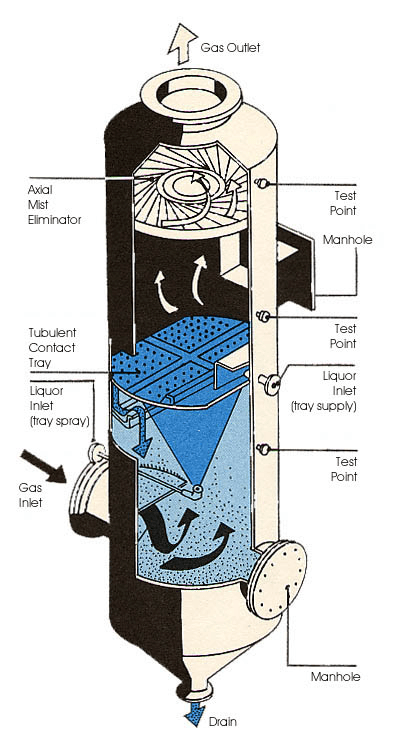 Gas Outlet
Axial
Mist
Eliminator
Test
Point
Manhole
Tubulent
Contact
Tray
Test
Point
Liquor
Inlet
(tray spray)
Liquor
Inlet
(tray supply)
Gas
Inlet
Test
Point
Manhole
Drain